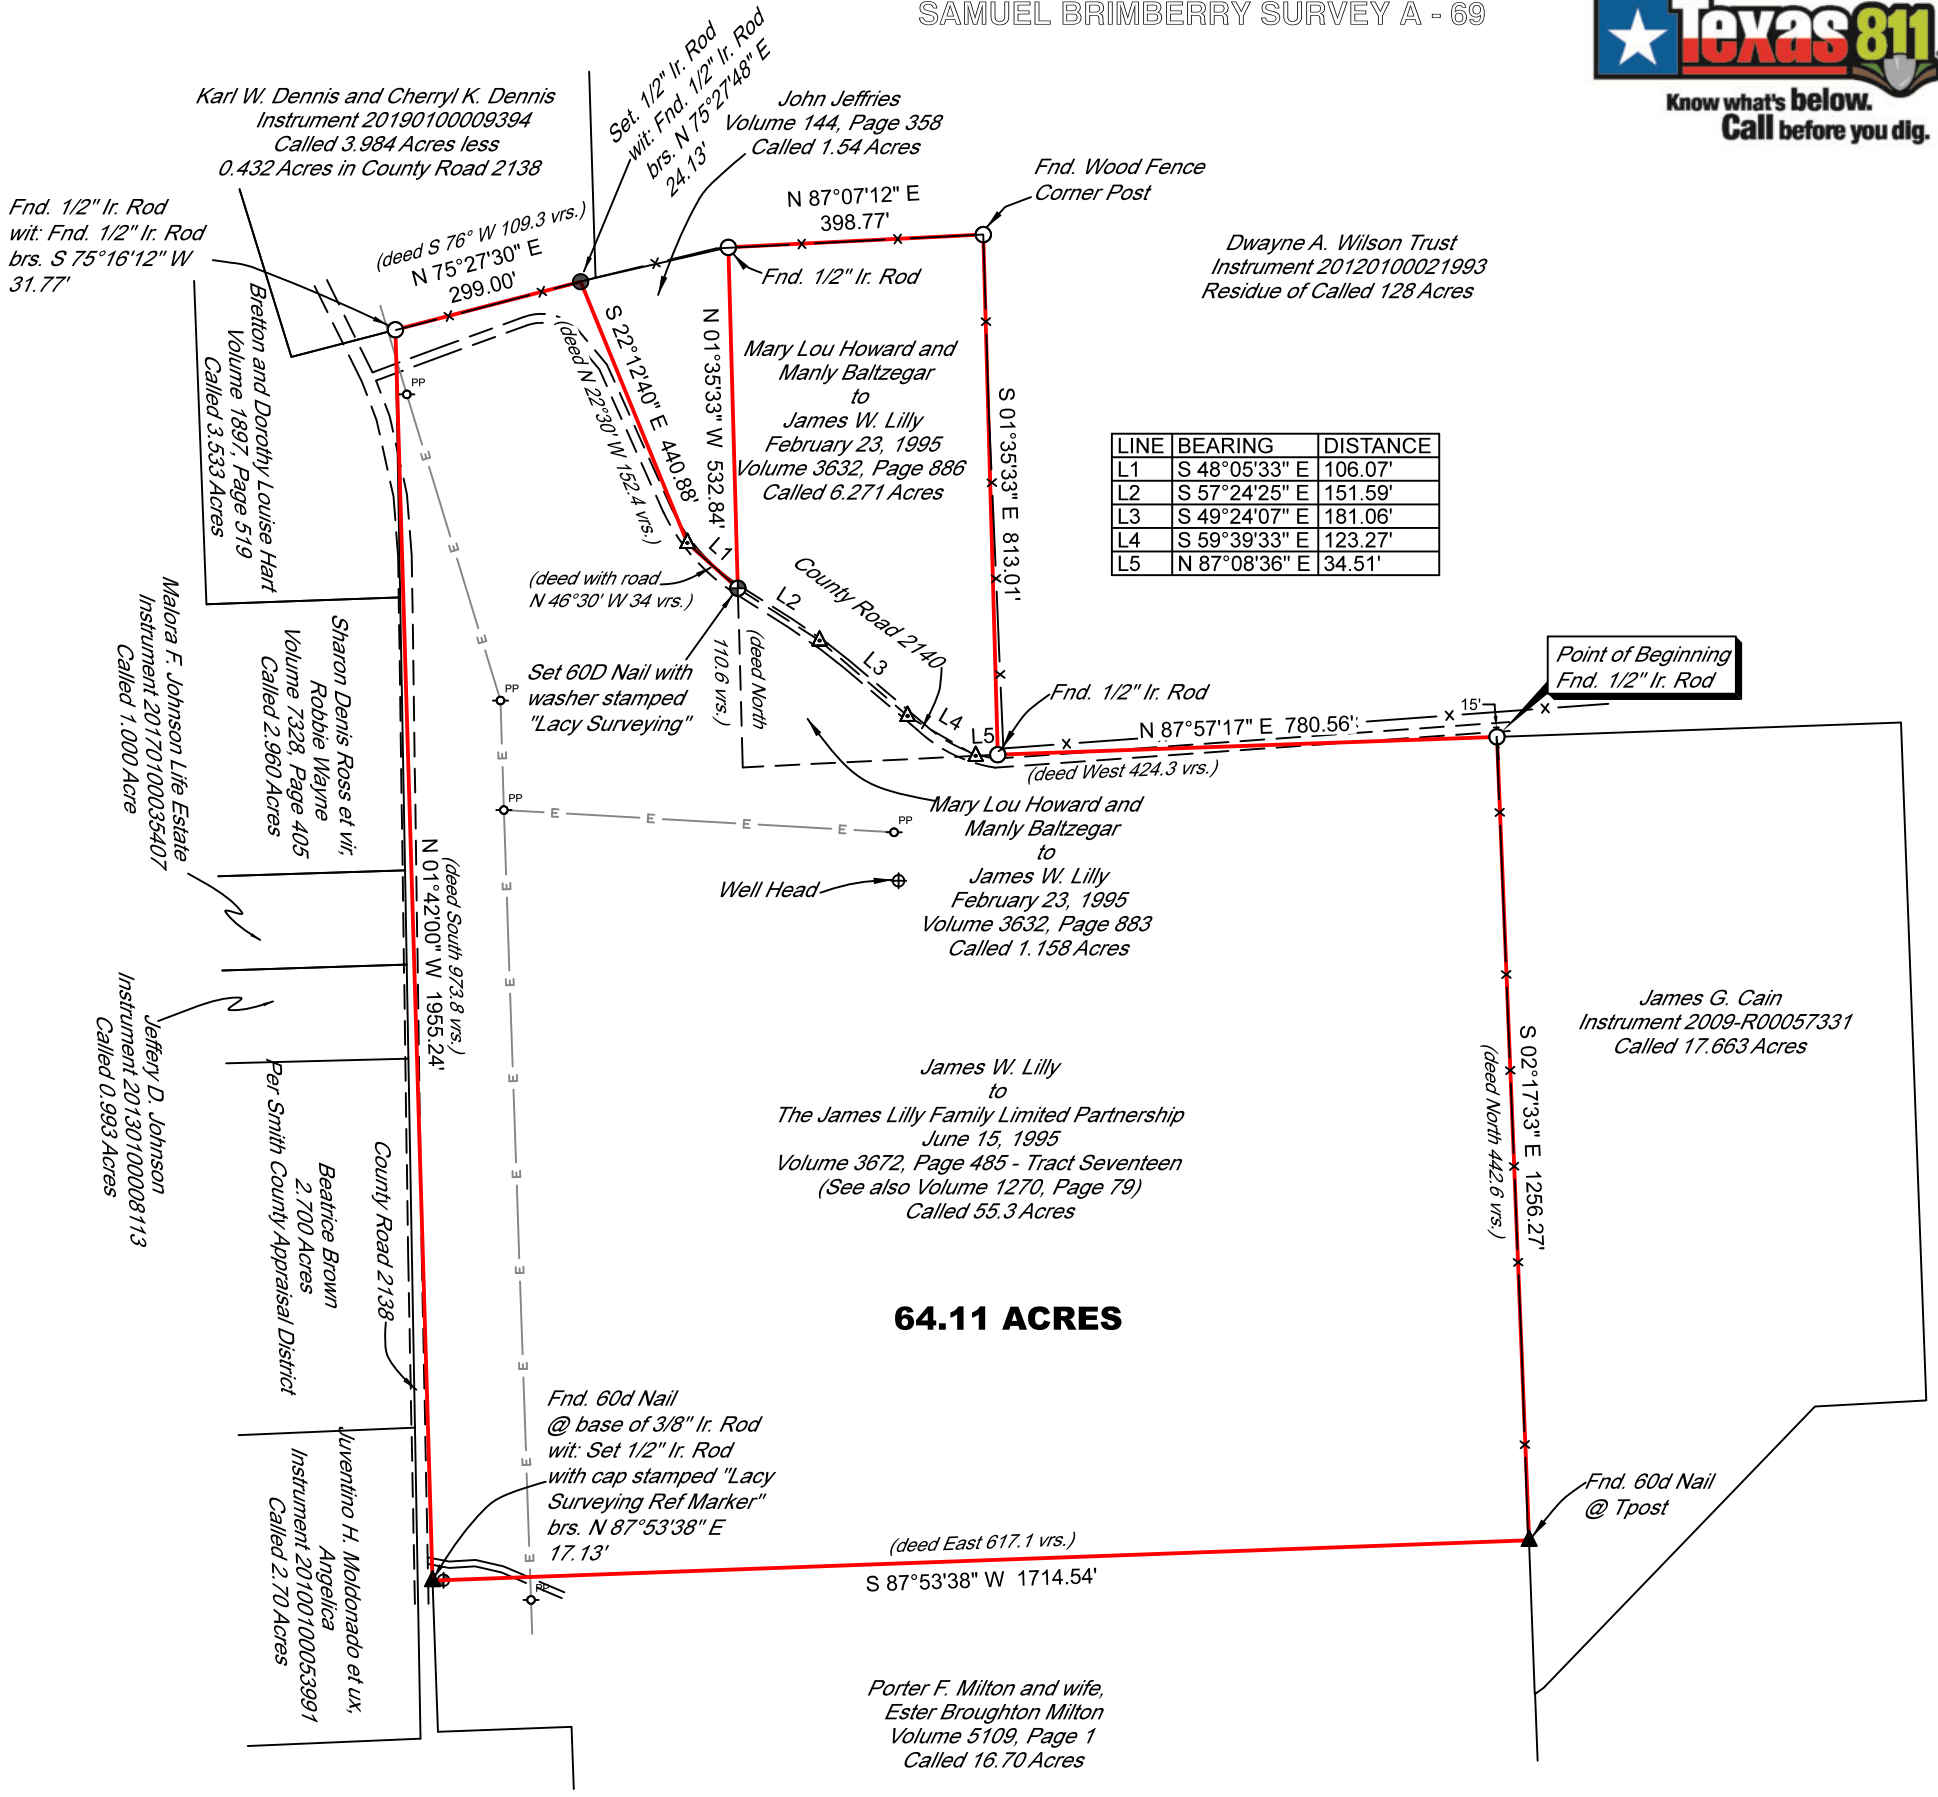 SAMUEL BRIMBERRY SURVEY A - 69
Texas 811
Know what's below.
Call before you dig.
Karl W. Dennis and Cherryl K. Dennis
Instrument 20190100009394
Called 3.984 Acres less
0.432 Acres in County Road 2138
Set. 1/2" Ir. Rod
wit: Fnd. 1/2" Ir. Rod
brs. N 75°27'48" E
24.13'
John Jeffries
Volume 144, Page 358
Called 1.54 Acres
Fnd. Wood Fence
Corner Post
Fnd. 1/2" Ir. Rod
wit: Fnd. 1/2" Ir. Rod
brs. S 75°16'12" W
31.77'
(deed S 76° W 109.3 vrs.)
N 75°27'30" E
299.00'
N 87°07'12" E
398.77'
Fnd. 1/2" Ir. Rod
Dwayne A. Wilson Trust
Instrument 20120100021993
Residue of Called 128 Acres
Bretton and Dorothy Louise Hart
Volume 1897, Page 519
Called 3.533 Acres
PP
S 22°12'40" E 440.88'
(deed N 22°30' W 152.4 vrs.)
N 01°35'33" W 532.84'
Mary Lou Howard and
Manly Baltzegar
to
James W. Lilly
February 23, 1995
Volume 3632, Page 886
Called 6.271 Acres
S 01°35'33" E 813.01'
LINE BEARING DISTANCE
L1 S 48°05'33" E 106.07'
L2 S 57°24'25" E 151.59'
L3 S 49°24'07" E 181.06'
L4 S 59°39'33" E 123.27'
L5 N 87°08'36" E 34.51'
E
E
E
E
L1
L2
L3
L4
L5
County Road 2140
(deed with road
N 46°30' W 34 vrs.)
(deed North
110.6 vrs.)
Set 60D Nail with
washer stamped
"Lacy Surveying"
Fnd. 1/2" Ir. Rod
Point of Beginning
Fnd. 1/2" Ir. Rod
15'
N 87°57'17" E 780.56'
(deed West 424.3 vrs.)
Malora F. Johnson Life Estate
Instrument 20170100035407
Called 1.000 Acre
Sharon Denis Ross et vir,
Robbie Wayne
Volume 7328, Page 405
Called 2.960 Acres
PP
PP
E
E
E
E
PP
Mary Lou Howard and
Manly Baltzegar
to
James W. Lilly
February 23, 1995
Volume 3632, Page 883
Called 1.158 Acres
Well Head
(deed South 973.8 vrs.)
N 01°42'00" W 1955.24'
E
E
E
E
E
E
E
E
Jeffery D. Johnson
Instrument 20130100008113
Called 0.993 Acres
James G. Cain
Instrument 2009-R00057331
Called 17.663 Acres
S 02°17'33" E 1256.27'
(deed North 442.6 vrs.)
James W. Lilly
to
The James Lilly Family Limited Partnership
June 15, 1995
Volume 3672, Page 485 - Tract Seventeen
(See also Volume 1270, Page 79)
Called 55.3 Acres
Beatrice Brown
2.700 Acres
Per Smith County Appraisal District
County Road 2138
64.11 ACRES
Fnd. 60d Nail
@ base of 3/8" Ir. Rod
wit: Set 1/2" Ir. Rod
with cap stamped "Lacy
Surveying Ref Marker"
brs. N 87°53'38" E
17.13'
Juventino H. Moldonado et ux,
Angelica
Instrument 20100100053991
Called 2.70 Acres
PP
Fnd. 60d Nail
@ Tpost
(deed East 617.1 vrs.)
S 87°53'38" W 1714.54'
Porter F. Milton and wife,
Ester Broughton Milton
Volume 5109, Page 1
Called 16.70 Acres